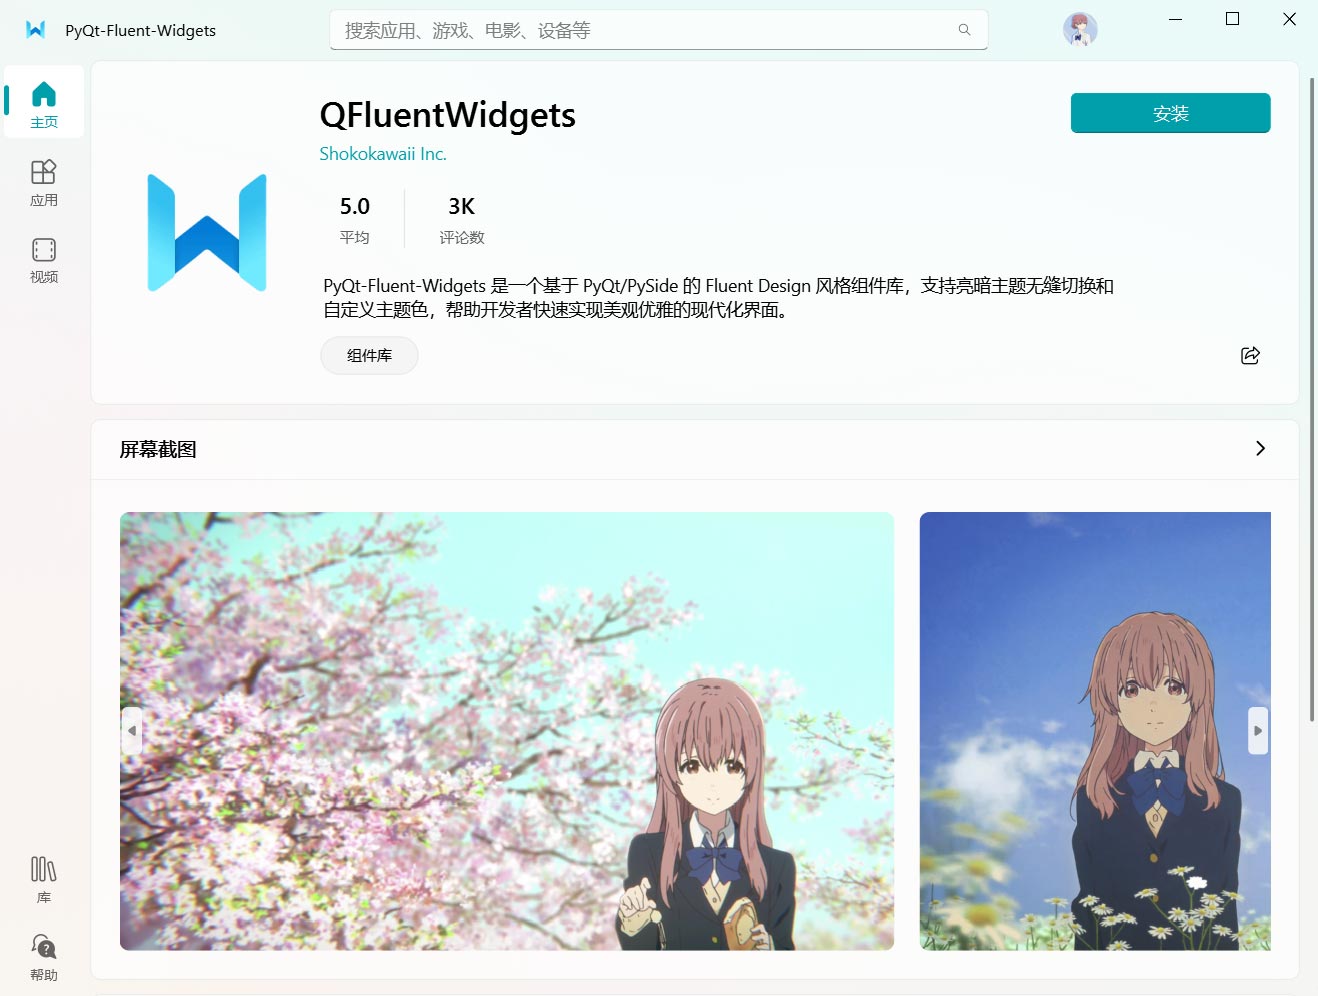 PyQt-Fluent-Widgets
搜索应用、游戏、电影、设备等
主页
应用
视频
库
帮助
QFluentWidgets
安装
Shokokawaii Inc.
5.0
3K
平均
评论数
PyQt-Fluent-Widgets 是一个基于 PyQt/PySide 的 Fluent Design 风格组件库，支持亮暗主题无缝切换和
自定义主题色，帮助开发者快速实现美观优雅的现代化界面。
组件库
屏幕截图